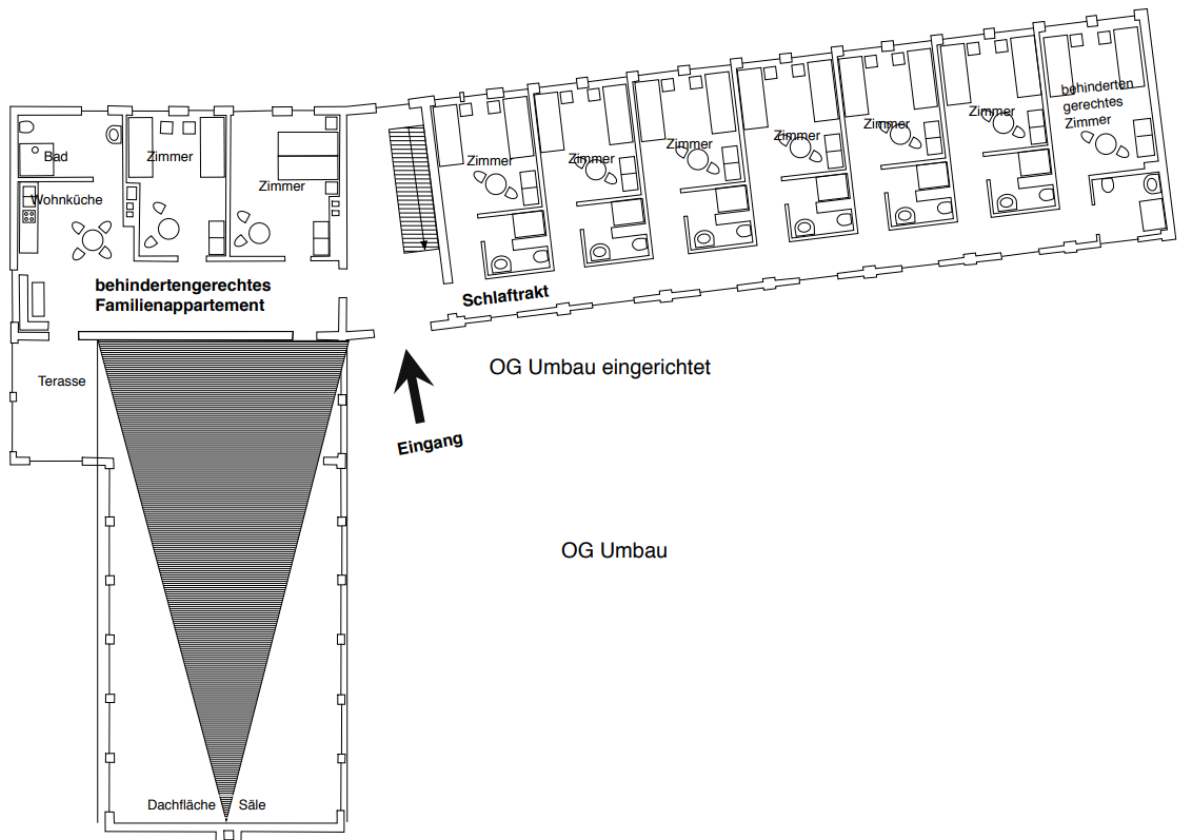 Bad
Zimmer
Zimmer
Wohnküche
behindertengerechtes
Familienappartement
Terasse
Dachfläche Säle
Zimmer
Zimmer
Zimmer
Zimmer
Zimmer
Zimmer
behinderten
gerechtes
Zimmer
Schlaftrakt
OG Umbau eingerichtet
Eingang
OG Umbau